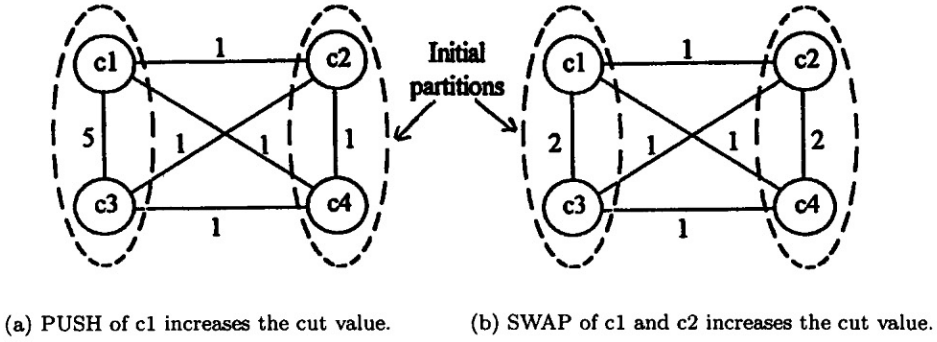 c1 1 c2
5 1 1 1
c3 1 c4
Initial
partitions
c1 1 c2
2 1 1 2
c3 1 c4
(a) PUSH of c1 increases the cut value.
(b) SWAP of c1 and c2 increases the cut value.